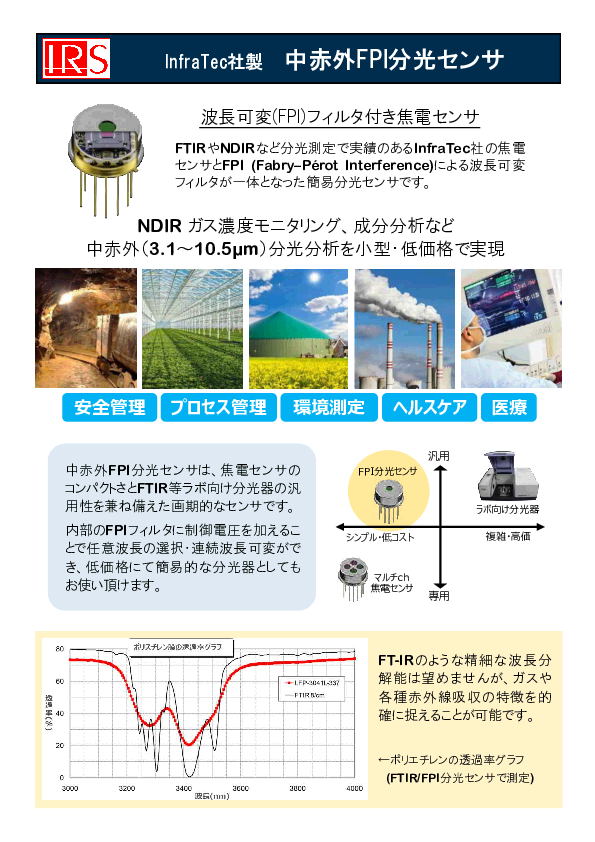 IRS
InfraTec社製 中赤外FPI分光センサ
波長可変(FPI)フィルタ付き焦電センサ
FTIRやNDIRなど分光測定で実績のあるInfraTec社の焦電
センサとFPI (Fabry–Pérot Interference)による波長可変
フィルタが一体となった簡易分光センサです。
NDIR ガス濃度モニタリング、成分分析など
中赤外（3.1～10.5µm）分光分析を小型・低価格で実現
安全管理 プロセス管理 環境測定 ヘルスケア 医療
中赤外FPI分光センサは、焦電センサの
コンパクトさとFTIR等ラボ向け分光器の汎
用性を兼ね備えた画期的なセンサです。
内部のFPIフィルタに制御電圧を加えるこ
とで任意波長の選択・連続波長可変がで
き、低価格にて簡易的な分光器としても
お使い頂けます。
汎用
FPI分光センサ
ラボ向け分光器
シンプル・低コスト
複雑・高価
マルチch
焦電センサ
専用
ポリスチレン膜の透過率グラフ
LFP-3041L-337
FTIR 8/cm
透過率(%)
80
60
40
20
0
3000 3200 3400 3600 3800 4000
波長(nm)
FT-IRのような精細な波長分
解能は望めませんが、ガスや
各種赤外線吸収の特徴を的
確に捉えることが可能です。
←ポリエチレンの透過率グラフ
(FTIR/FPI分光センサで測定)